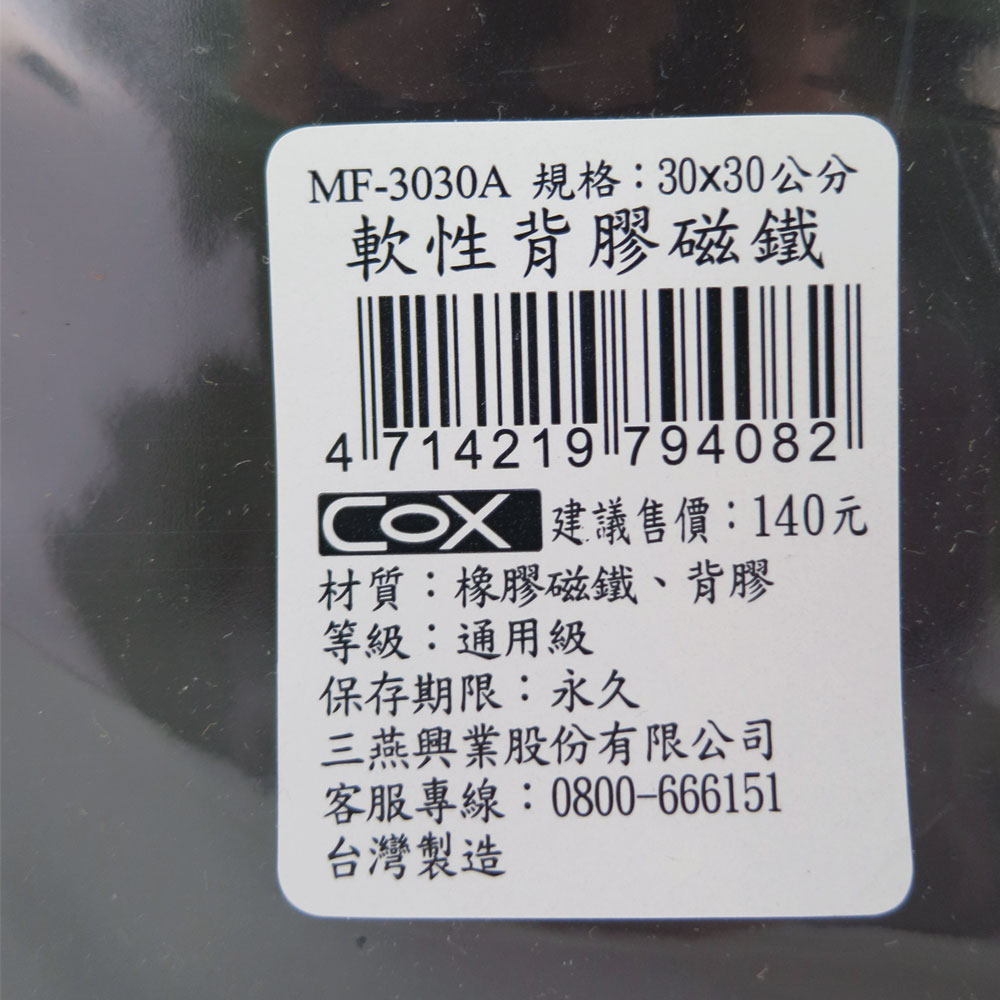 MF-3030A 規格：30x30公分
軟性背膠磁鐵
4 714219 794082
COX 建議售價：140元
材質：橡膠磁鐵、背膠
等級：通用級
保存期限：永久
三燕興業股份有限公司
客服專線：0800-666151
台灣製造